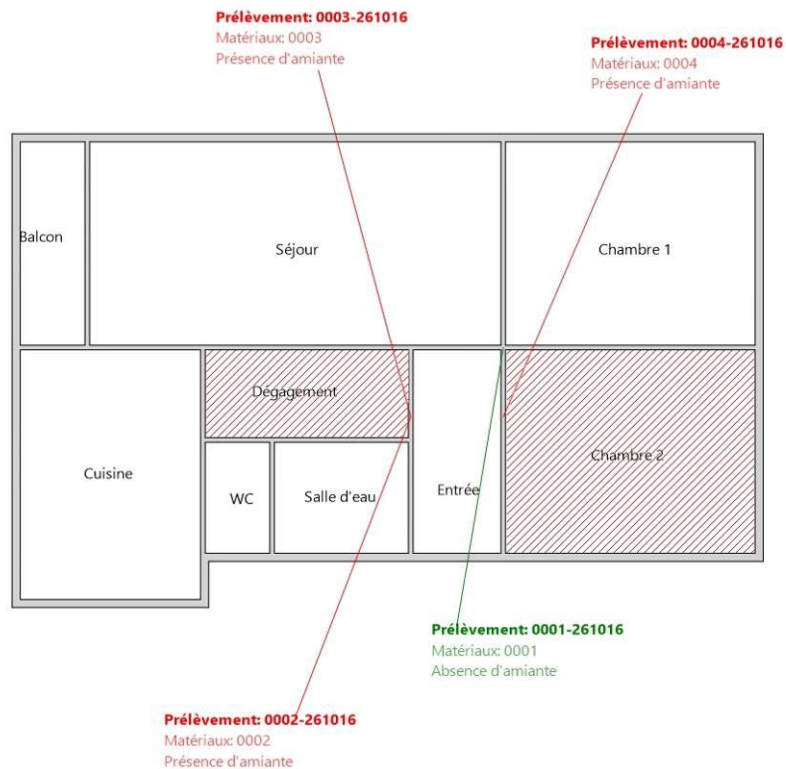 Prélèvement: 0003-261016
Matériaux: 0003
Présence d'amiante
Prélèvement: 0004-261016
Matériaux: 0004
Présence d'amiante
Balcon
Séjour
Chambre 1
Dégagement
Cuisine
WC
Salle d'eau
Entrée
Chambre 2
Prélèvement: 0001-261016
Matériaux: 0001
Absence d'amiante
Prélèvement: 0002-261016
Matériaux: 0002
Présence d'amiante